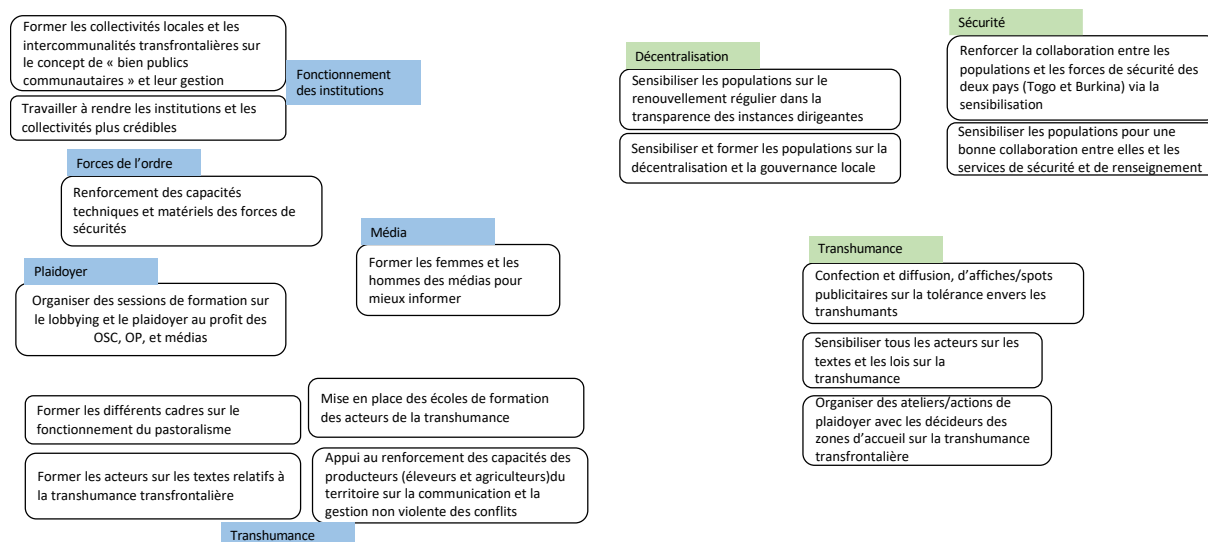 Former les collectivités locales et les
intercommunalités transfrontalières sur
le concept de « bien publics
communautaires » et leur gestion
Fonctionnement
des institutions
Travailler à rendre les institutions et les
collectivités plus crédibles
Forces de l'ordre
Renforcement des capacités
techniques et matériels des forces de
sécurités
Média
Former les femmes et les
hommes des médias pour
mieux informer
Plaidoyer
Organiser des sessions de formation sur
le lobbying et le plaidoyer au profit des
OSC, OP, et médias
Former les différents cadres sur le
fonctionnement du pastoralisme
Mise en place des écoles de formation
des acteurs de la transhumance
Former les acteurs sur les textes relatifs à
la transhumance transfrontalière
Appui au renforcement des capacités des
producteurs (éleveurs et agriculteurs)du
territoire sur la communication et la
gestion non violente des conflits
Transhumance
Décentralisation
Sensibiliser les populations sur le
renouvellement régulier dans la
transparence des instances dirigeantes
Sensibiliser et former les populations sur la
décentralisation et la gouvernance locale
Sécurité
Renforcer la collaboration entre les
populations et les forces de sécurité des
deux pays (Togo et Burkina) via la
sensibilisation
Sensibiliser les populations pour une
bonne collaboration entre elles et les
services de sécurité et de renseignement
Transhumance
Confection et diffusion, d'affiches/spots
publicitaires sur la tolérance envers les
transhumants
Sensibiliser tous les acteurs sur les
textes et les lois sur la
transhumance
Organiser des ateliers/actions de
plaidoyer avec les décideurs des
zones d'accueil sur la transhumance
transfrontalière